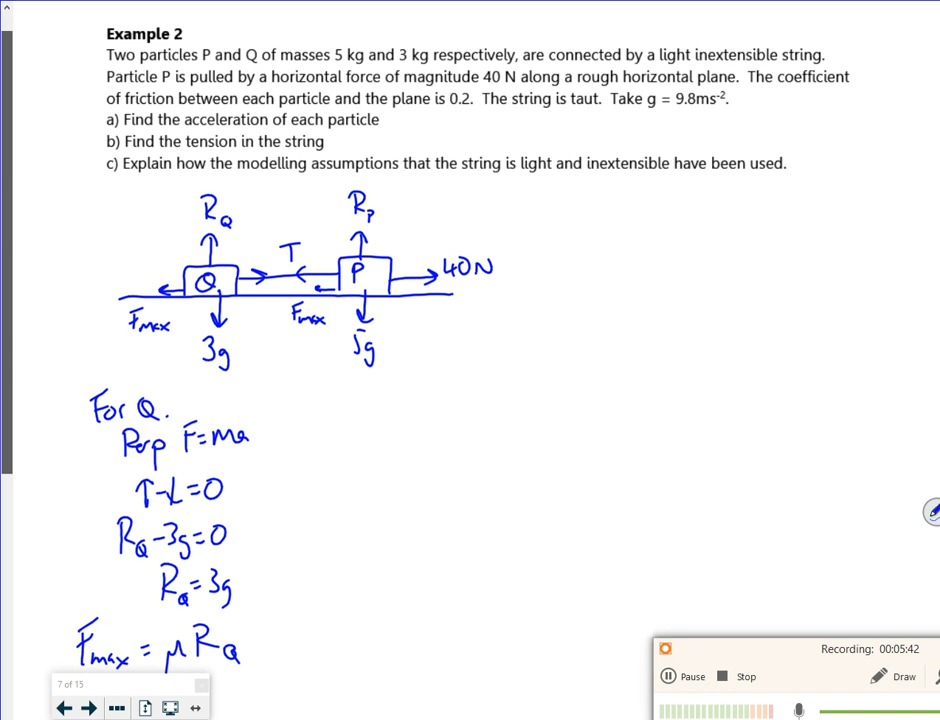 Example 2
Two particles P and Q of masses 5 kg and 3 kg respectively, are connected by a light inextensible string.
Particle P is pulled by a horizontal force of magnitude 40 N along a rough horizontal plane. The coefficient
of friction between each particle and the plane is 0.2. The string is taut. Take g = 9.8ms⁻².
a) Find the acceleration of each particle
b) Find the tension in the string
c) Explain how the modelling assumptions that the string is light and inextensible have been used.
R_Q R_P
T
Q P 40N
F_max F_max
3g 5g
For Q.
Perp F=ma
↑-↓=0
R_Q-3g=0
R_Q=3g
F_max = μR_Q
7 of 15
Recording: 00:05:42
Pause Stop Draw